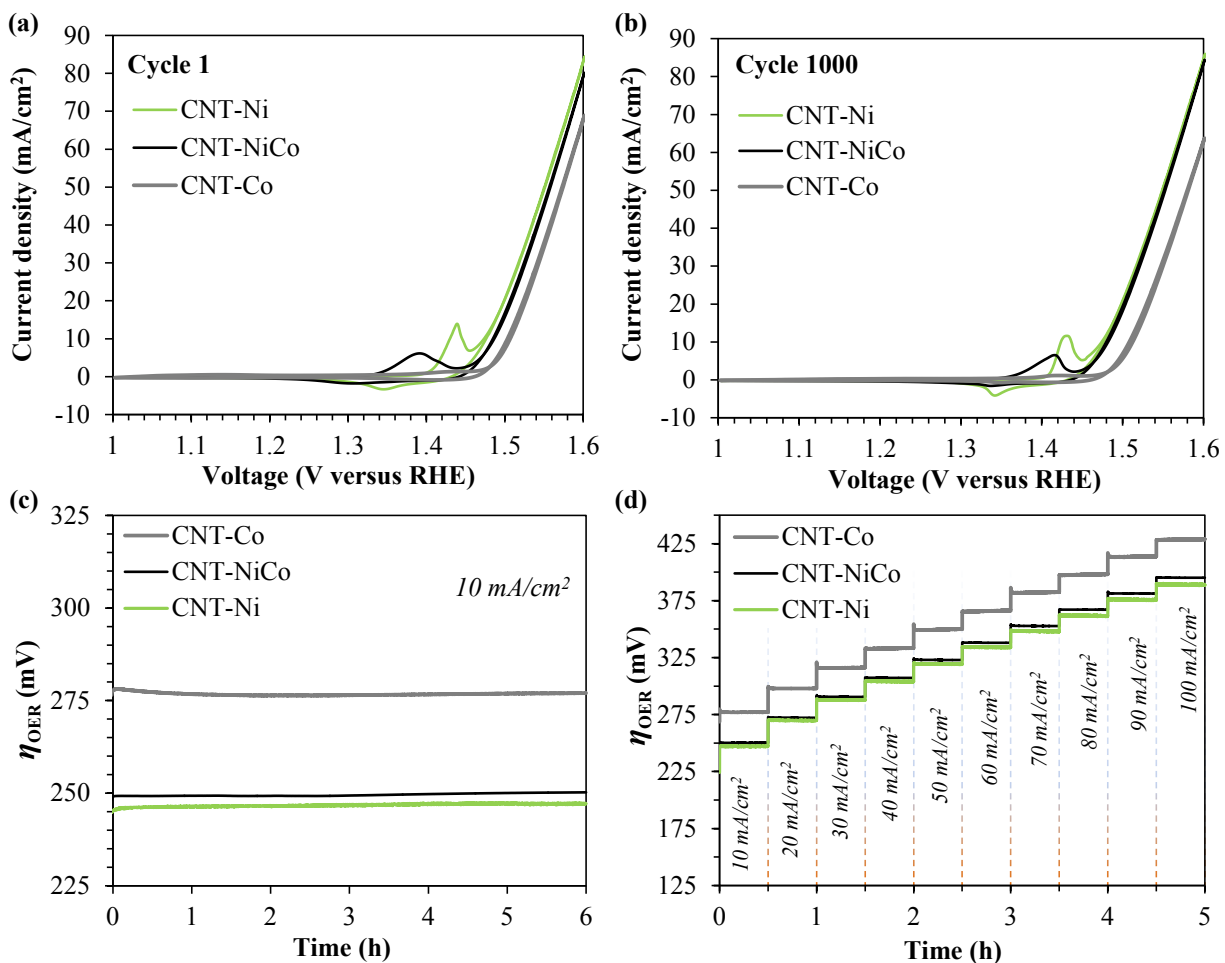 (a)
Cycle 1
CNT-Ni
CNT-NiCo
CNT-Co
Current density (mA/cm²)
90
80
70
60
50
40
30
20
10
0
-10
1
1.1
1.2
1.3
1.4
1.5
1.6
Voltage (V versus RHE)
(b)
Cycle 1000
CNT-Ni
CNT-NiCo
CNT-Co
Current density (mA/cm²)
90
80
70
60
50
40
30
20
10
0
-10
1
1.1
1.2
1.3
1.4
1.5
1.6
Voltage (V versus RHE)
(c)
CNT-Co
CNT-NiCo
CNT-Ni
10 mA/cm²
ηOER (mV)
325
300
275
250
225
0
1
2
3
4
5
6
Time (h)
(d)
CNT-Co
CNT-NiCo
CNT-Ni
ηOER (mV)
425
375
325
275
225
175
125
10 mA/cm²
20 mA/cm²
30 mA/cm²
40 mA/cm²
50 mA/cm²
60 mA/cm²
70 mA/cm²
80 mA/cm²
90 mA/cm²
100 mA/cm²
0
1
2
3
4
5
Time (h)